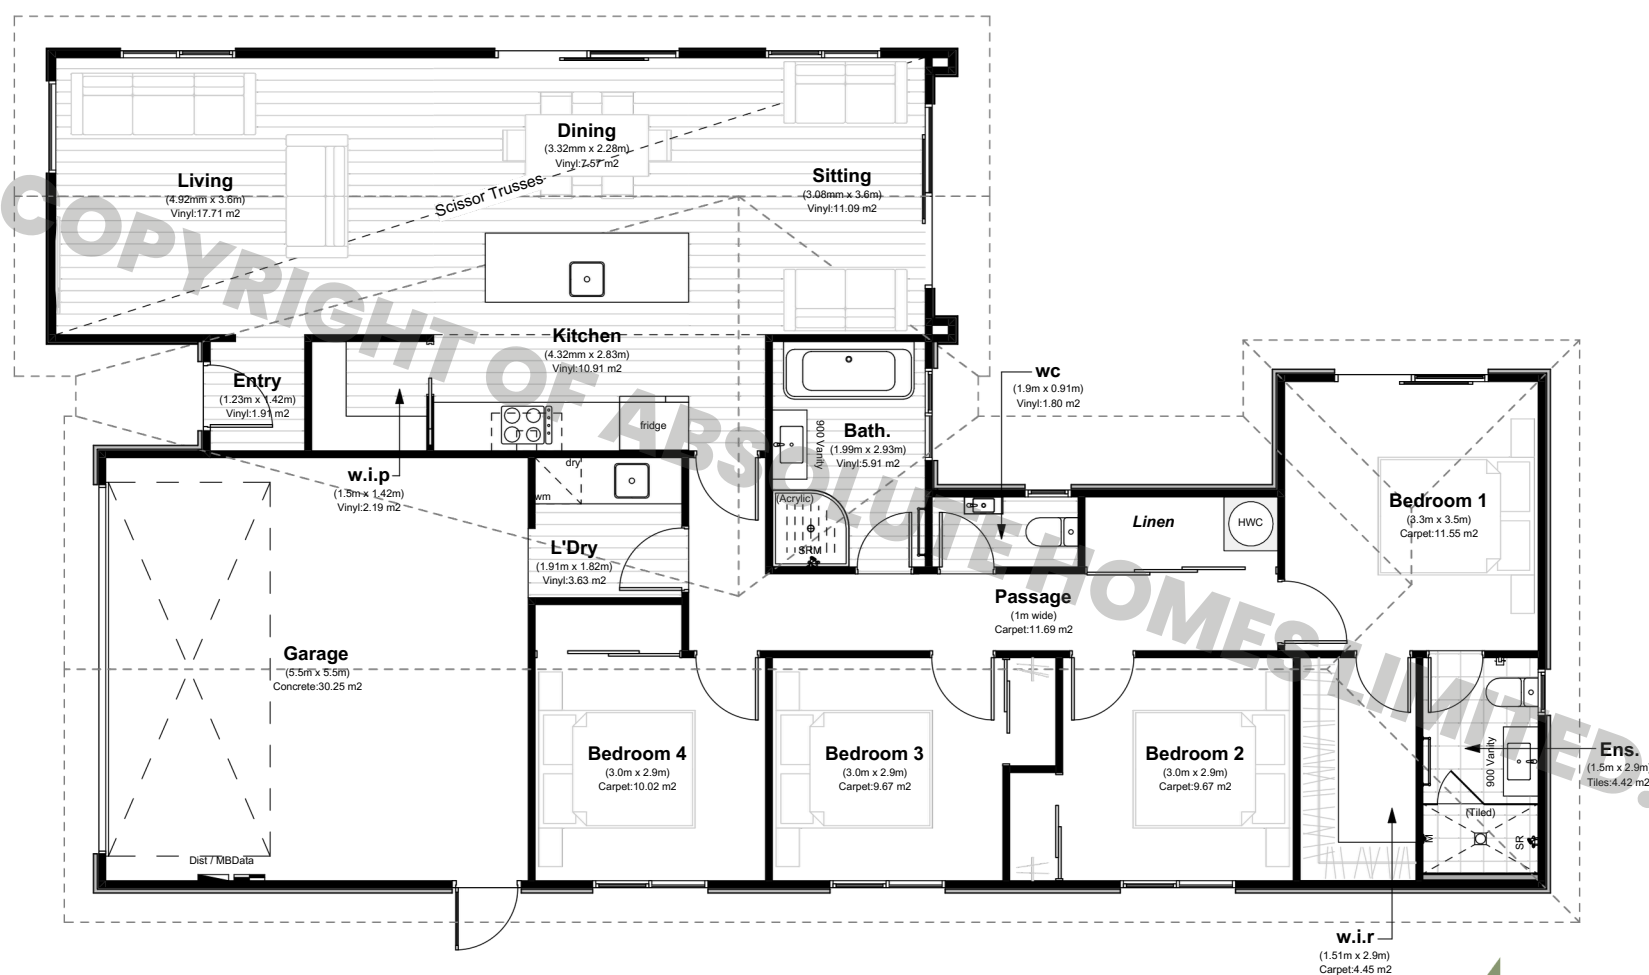 Dining
(3.32mm x 2.28m)
Vinyl:7.57 m2
Living
(4.92mm x 3.6m)
Vinyl:17.71 m2
Scissor Trusses
Sitting
(3.08mm x 3.6m)
Vinyl:11.09 m2
Kitchen
(4.32mm x 2.83m)
Vinyl:10.91 m2
Entry
(1.23m x 1.42m)
Vinyl:1.91 m2
wc
(1.9m x 0.91m)
Vinyl:1.80 m2
fridge
900 Vanity
Bath.
(1.99m x 2.93m)
Vinyl:5.91 m2
w.i.p
(1.5m x 1.42m)
Vinyl:2.19 m2
dry
wm
(Acrylic)
SRM
Linen
HWC
Bedroom 1
(3.3m x 3.5m)
Carpet:11.55 m2
L'Dry
(1.91m x 1.82m)
Vinyl:3.63 m2
Passage
(1m wide)
Carpet:11.69 m2
Garage
(5.5m x 5.5m)
Concrete:30.25 m2
Bedroom 4
(3.0m x 2.9m)
Carpet:10.02 m2
Bedroom 3
(3.0m x 2.9m)
Carpet:9.67 m2
Bedroom 2
(3.0m x 2.9m)
Carpet:9.67 m2
900 Vanity
Ens.
(1.5m x 2.9m)
Tiles:4.42 m2
(Tiled)
M
SR
Dist / MBData
w.i.r
(1.51m x 2.9m)
Carpet:4.45 m2
COPYRIGHT OF ABSOLUTE HOMES LIMITED.